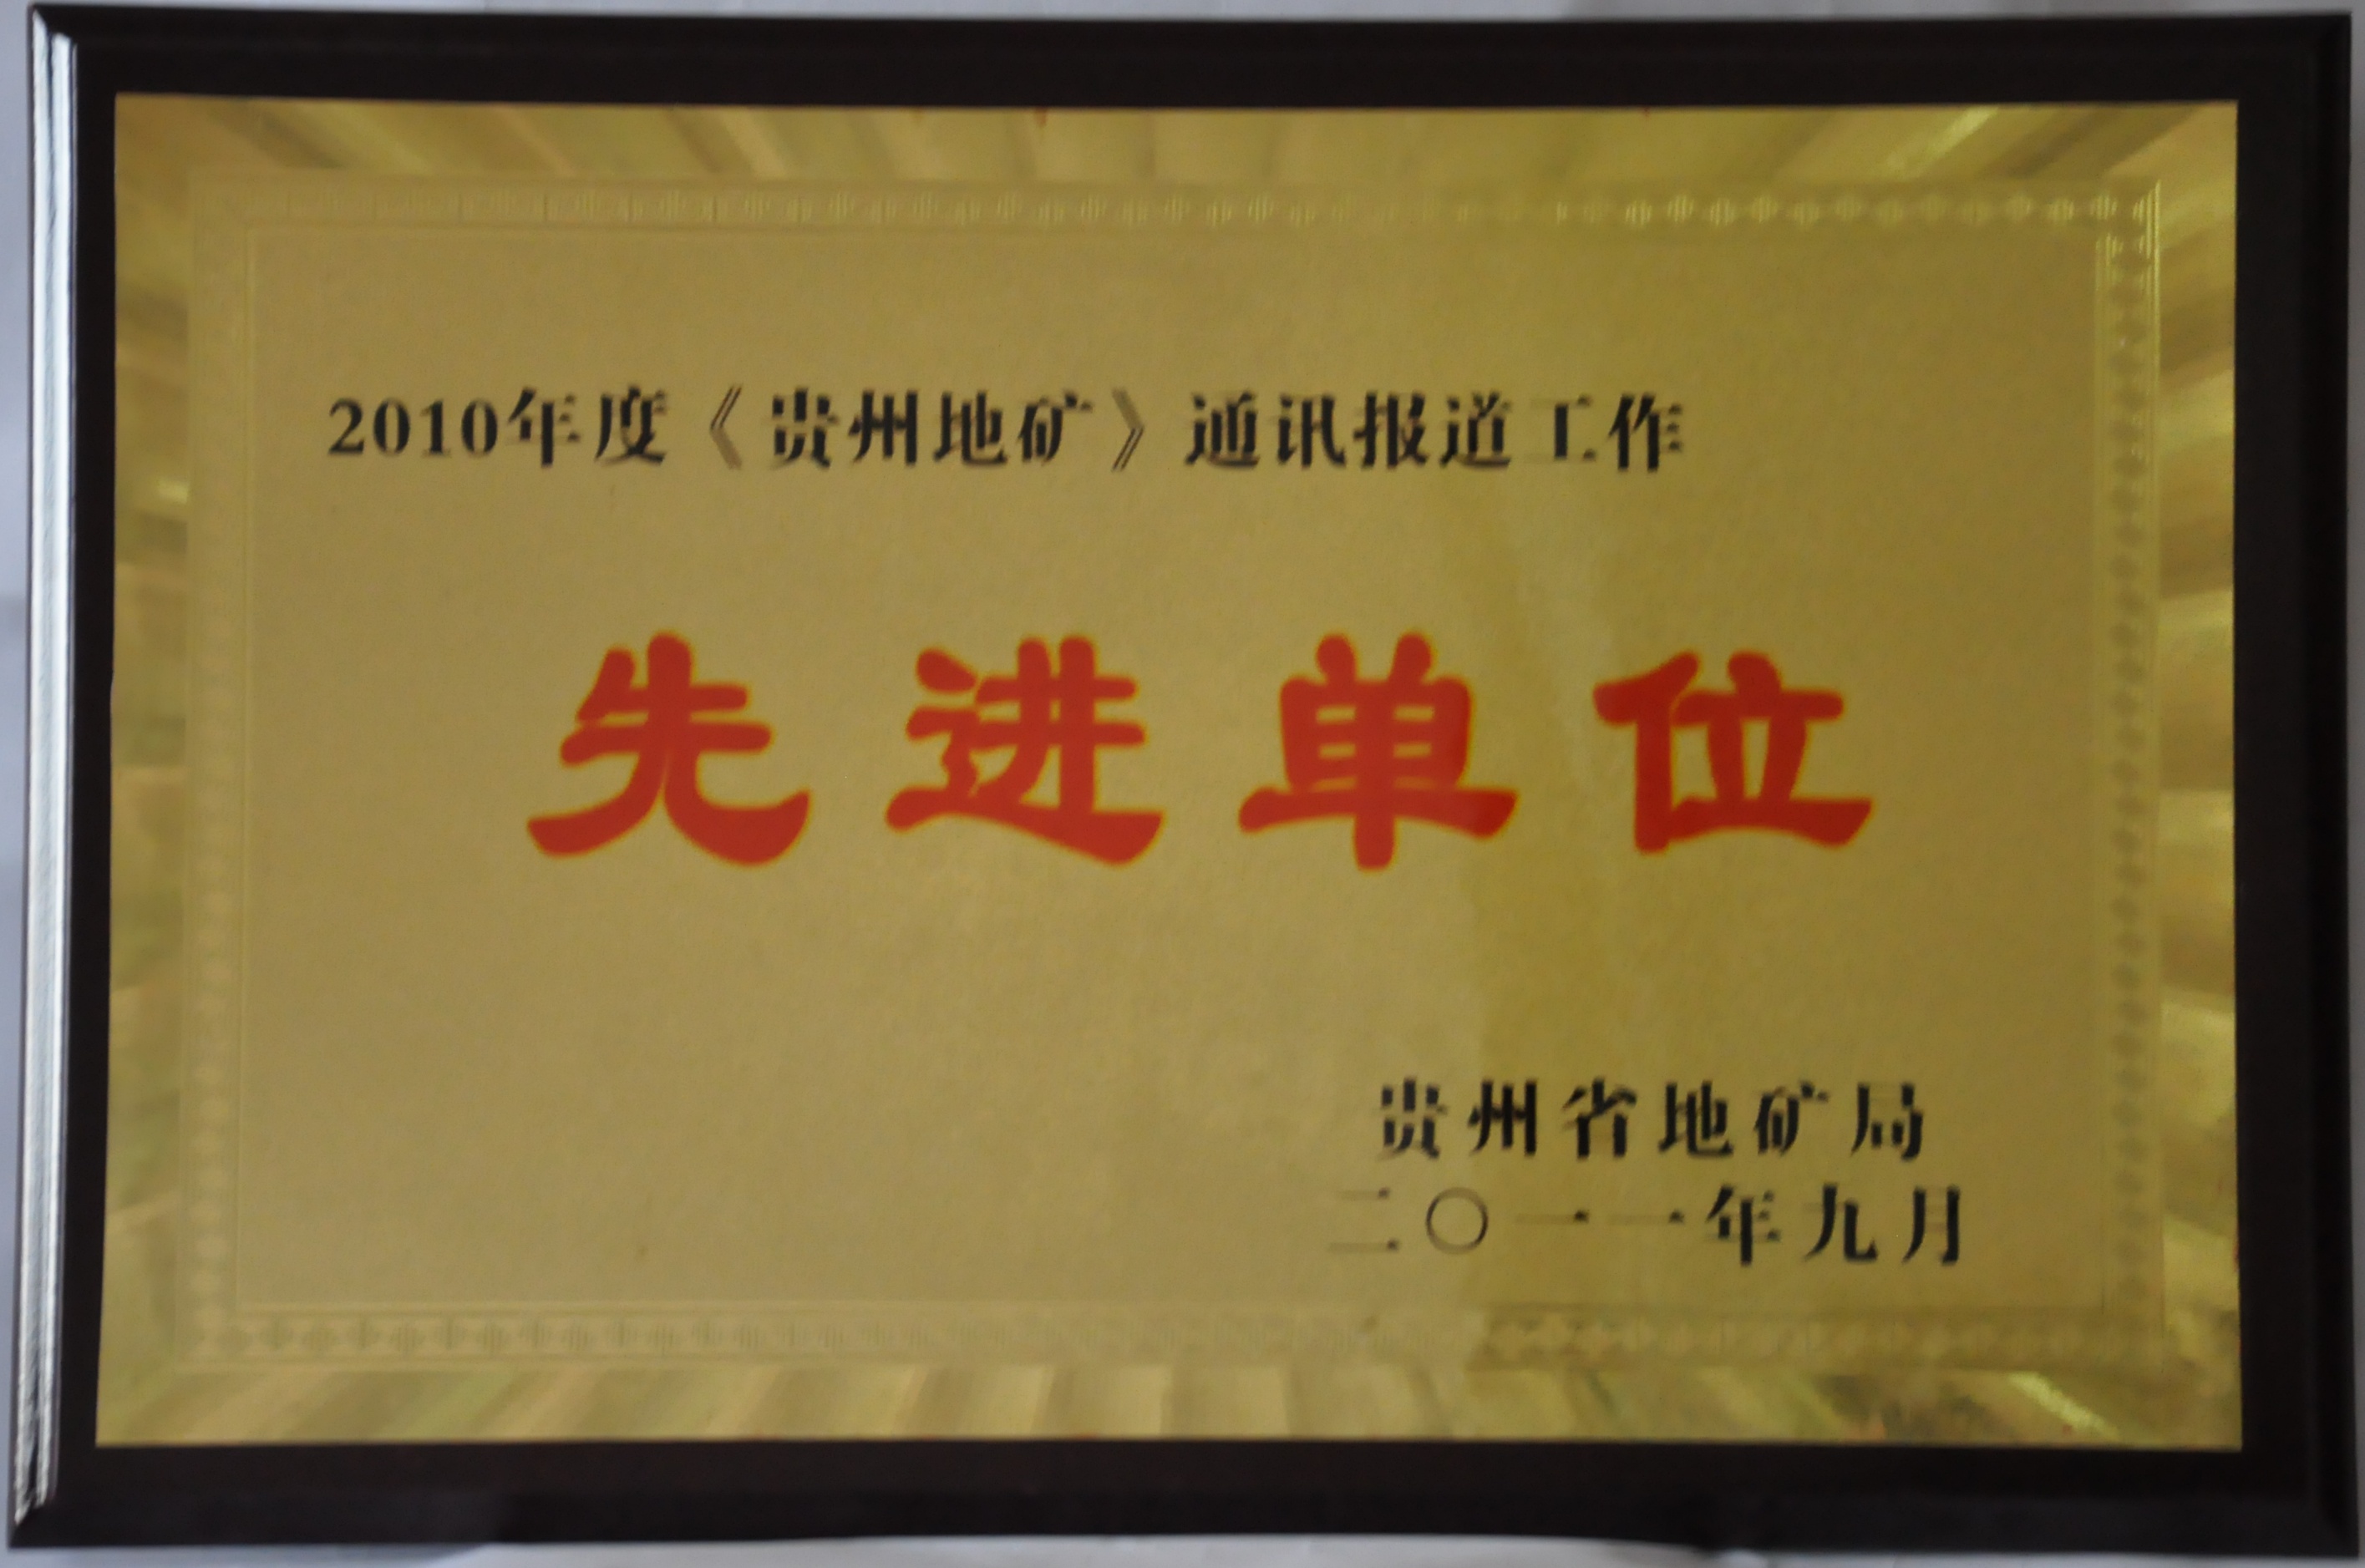 2010年度《贵州地矿》通讯报道工作
先进单位
贵州省地矿局
二〇一一年九月